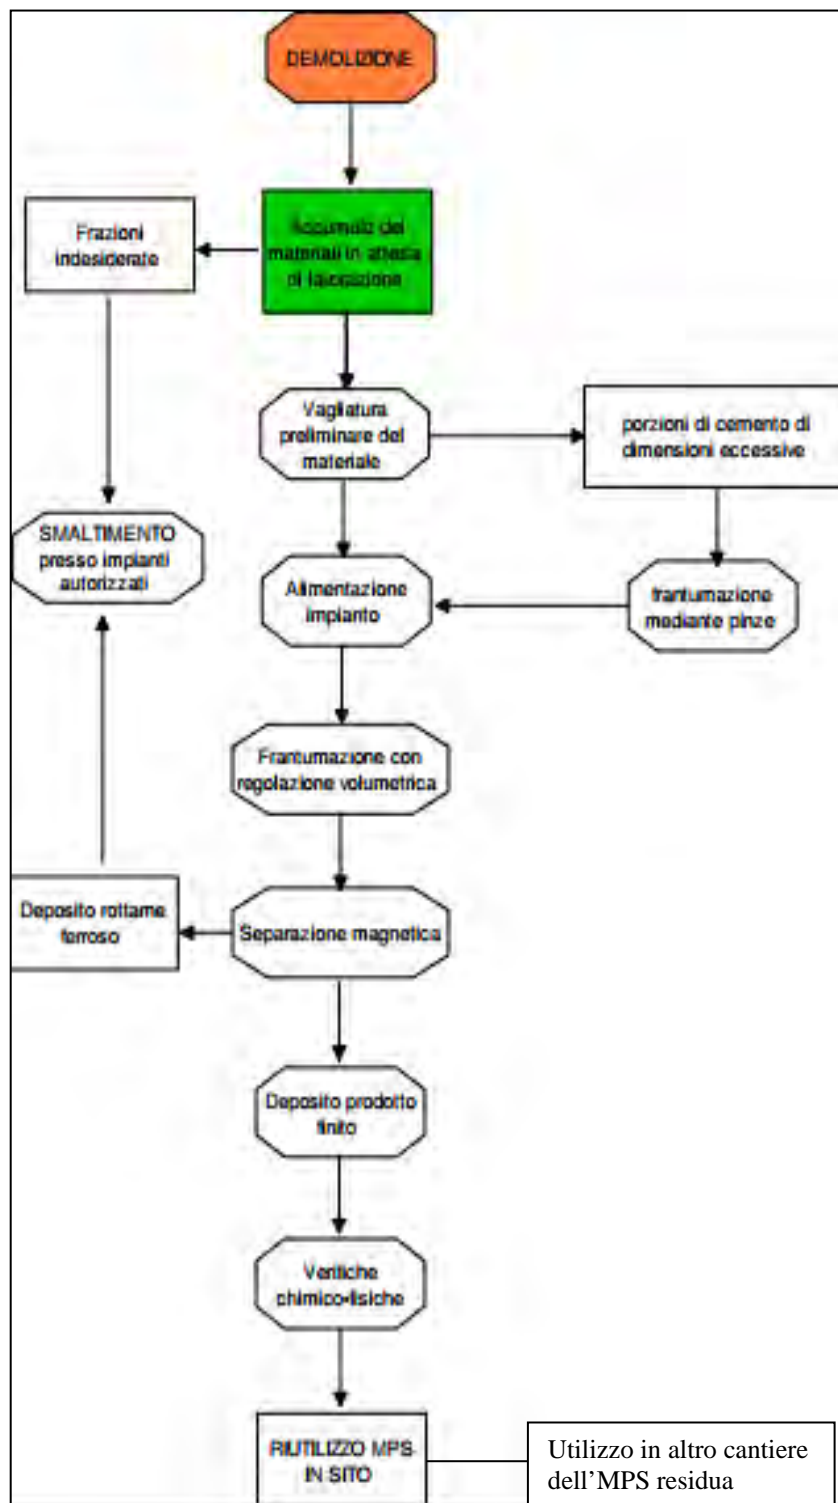 DEMOLIZIONE
Accumulo dei
materiali in attesa
di lavorazione
Frazioni
indesiderate
Vagliatura
preliminare del
materiale
porzioni di cemento di
dimensioni eccessive
SMALTIMENTO
presso impianti
autorizzati
Alimentazione
impianto
frantumazione
mediante pinze
Frantumazione con
regolazione volumetrica
Deposito rottame
ferroso
Separazione magnetica
Deposito prodotto
finito
Verifiche
chimico-fisiche
RIUTILIZZO MPS
IN SITO
Utilizzo in altro cantiere
dell'MPS residua